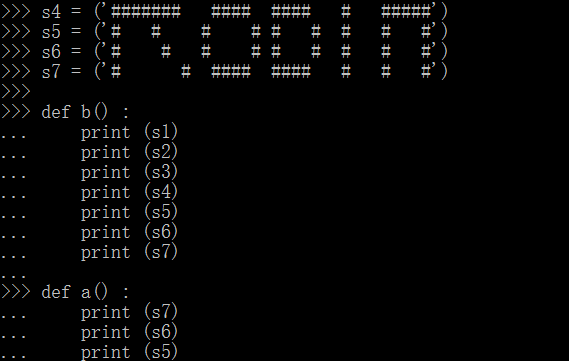 >>> s4 = ('#######   ####  ####   #   #####')
>>> s5 = ('#   #    #    # #   # #   #   #')
>>> s6 = ('#    #   #    # #   # #   #   #')
>>> s7 = ('#      #  ####  ####   #   #   #')
>>>
>>> def b() :
...     print (s1)
...     print (s2)
...     print (s3)
...     print (s4)
...     print (s5)
...     print (s6)
...     print (s7)
...
>>> def a() :
...     print (s7)
...     print (s6)
...     print (s5)